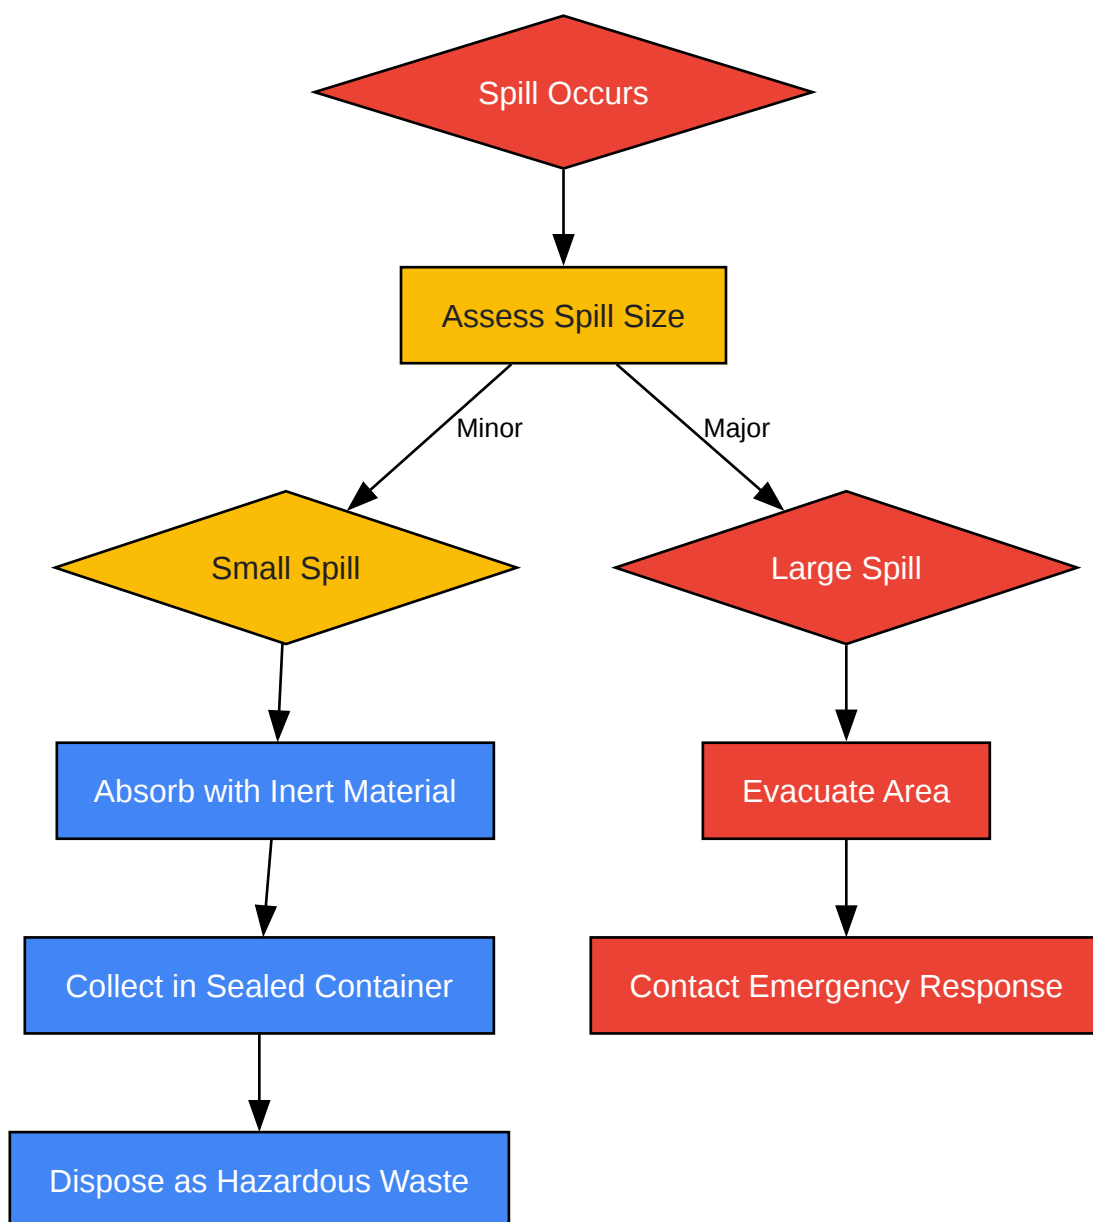 Spill Occurs
Assess Spill Size
Minor
Major
Small Spill
Large Spill
Absorb with Inert Material
Evacuate Area
Collect in Sealed Container
Contact Emergency Response
Dispose as Hazardous Waste